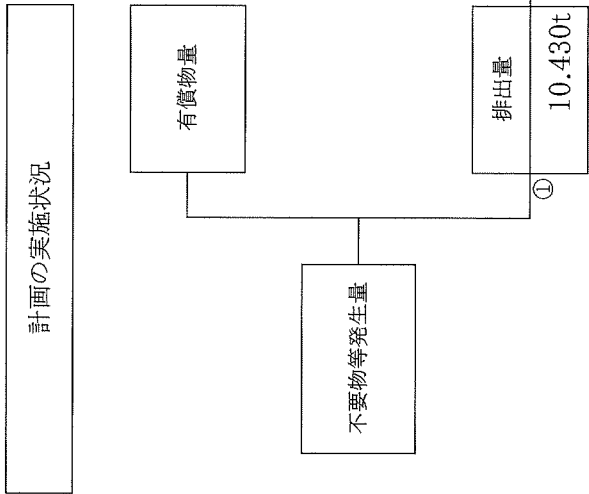 計画の実施状況
不要物等発生量
有償物量
①
排出量
10.430t